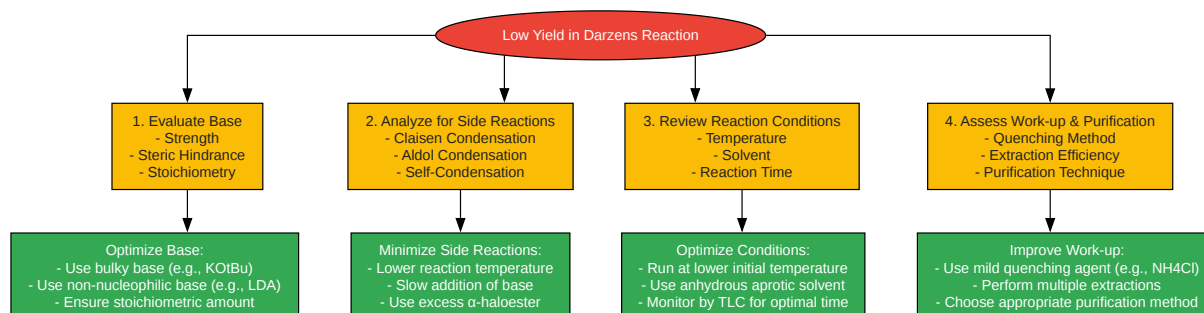 Low Yield in Darzens Reaction
1. Evaluate Base
- Strength
- Steric Hindrance
- Stoichiometry
2. Analyze for Side Reactions
- Claisen Condensation
- Aldol Condensation
- Self-Condensation
3. Review Reaction Conditions
- Temperature
- Solvent
- Reaction Time
4. Assess Work-up & Purification
- Quenching Method
- Extraction Efficiency
- Purification Technique
Optimize Base:
- Use bulky base (e.g., KOtBu)
- Use non-nucleophilic base (e.g., LDA)
- Ensure stoichiometric amount
Minimize Side Reactions:
- Lower reaction temperature
- Slow addition of base
- Use excess α-haloester
Optimize Conditions:
- Run at lower initial temperature
- Use anhydrous aprotic solvent
- Monitor by TLC for optimal time
Improve Work-up:
- Use mild quenching agent (e.g., NH4Cl)
- Perform multiple extractions
- Choose appropriate purification method